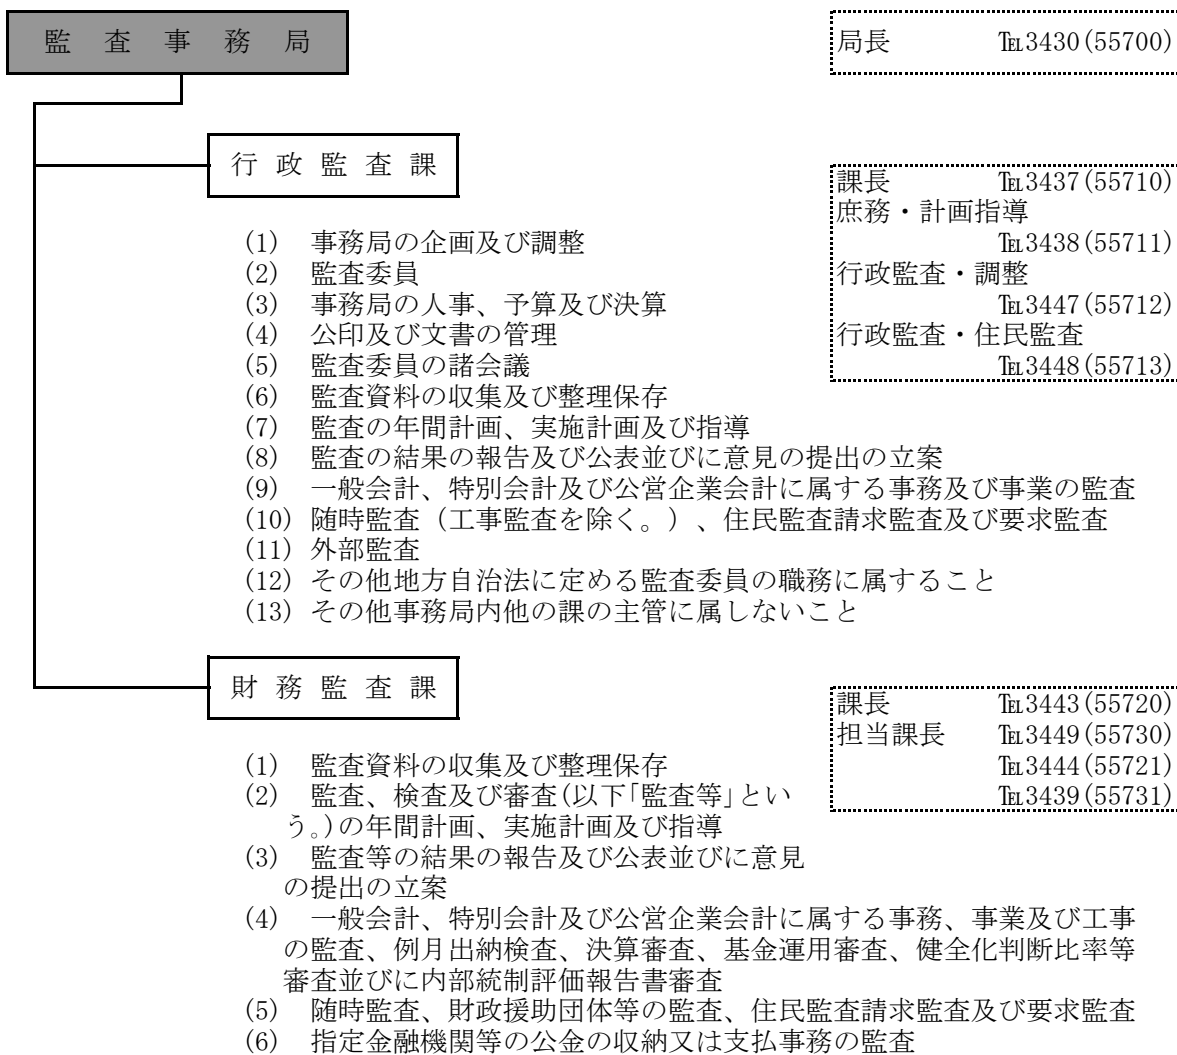 監査事務局
局長 ℡3430(55700)
行政監査課
課長 ℡3437(55710)
庶務・計画指導
℡3438(55711)
行政監査・調整
℡3447(55712)
行政監査・住民監査
℡3448(55713)
(1) 事務局の企画及び調整
(2) 監査委員
(3) 事務局の人事、予算及び決算
(4) 公印及び文書の管理
(5) 監査委員の諸会議
(6) 監査資料の収集及び整理保存
(7) 監査の年間計画、実施計画及び指導
(8) 監査の結果の報告及び公表並びに意見の提出の立案
(9) 一般会計、特別会計及び公営企業会計に属する事務及び事業の監査
(10) 随時監査（工事監査を除く。）、住民監査請求監査及び要求監査
(11) 外部監査
(12) その他地方自治法に定める監査委員の職務に属すること
(13) その他事務局内他の課の主管に属しないこと
財務監査課
課長 ℡3443(55720)
担当課長 ℡3449(55730)
℡3444(55721)
℡3439(55731)
(1) 監査資料の収集及び整理保存
(2) 監査、検査及び審査(以下｢監査等｣とい
う。)の年間計画、実施計画及び指導
(3) 監査等の結果の報告及び公表並びに意見
の提出の立案
(4) 一般会計、特別会計及び公営企業会計に属する事務、事業及び工事
の監査、例月出納検査、決算審査、基金運用審査、健全化判断比率等
審査並びに内部統制評価報告書審査
(5) 随時監査、財政援助団体等の監査、住民監査請求監査及び要求監査
(6) 指定金融機関等の公金の収納又は支払事務の監査